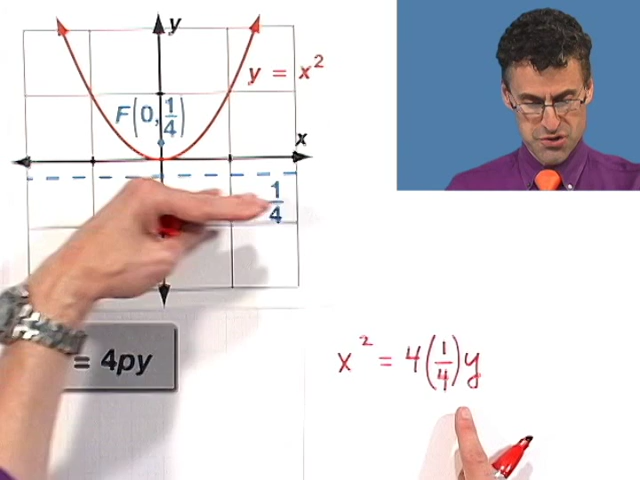 y
y = x²
F(0, 1/4)
x
1/4
= 4py
x² = 4(1/4)y